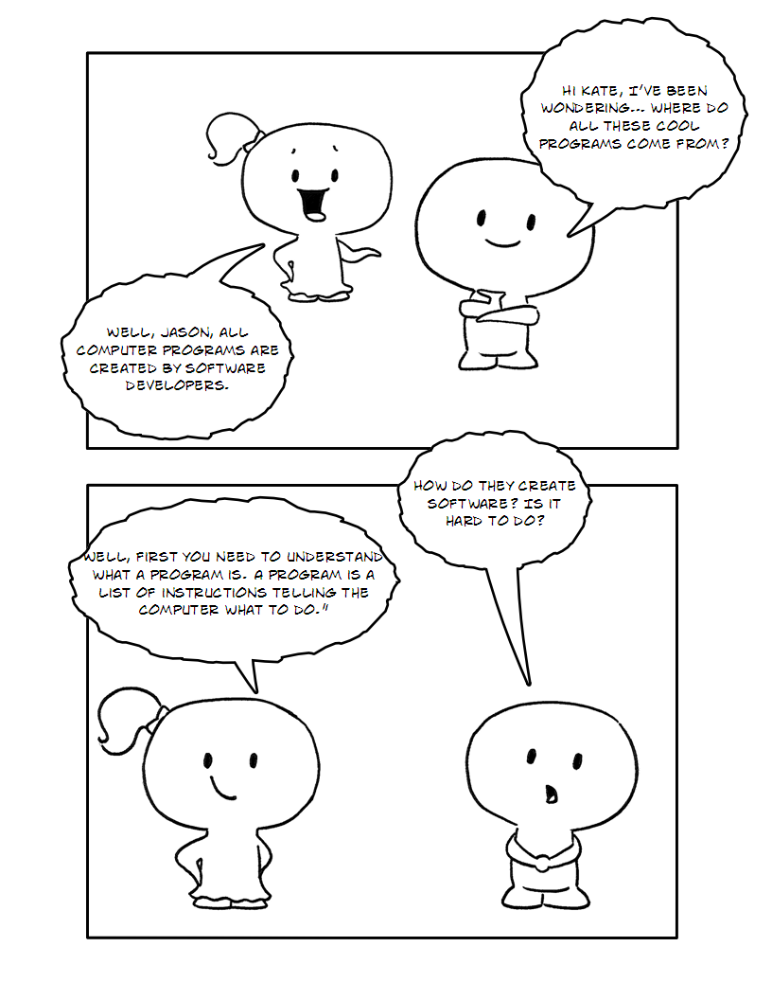 HI KATE, I'VE BEEN
WONDERING... WHERE DO
ALL THESE COOL
PROGRAMS COME FROM?
WELL, JASON, ALL
COMPUTER PROGRAMS ARE
CREATED BY SOFTWARE
DEVELOPERS.
HOW DO THEY CREATE
SOFTWARE? IS IT
HARD TO DO?
WELL, FIRST YOU NEED TO UNDERSTAND
WHAT A PROGRAM IS. A PROGRAM IS A
LIST OF INSTRUCTIONS TELLING THE
COMPUTER WHAT TO DO."